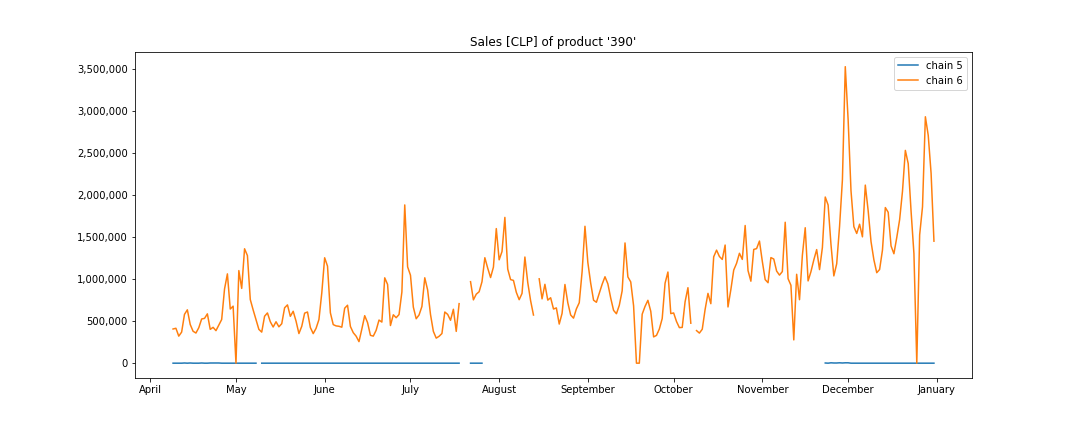 Sales [CLP] of product '390'
chain 5
chain 6
3,500,000
3,000,000
2,500,000
2,000,000
1,500,000
1,000,000
500,000
0
April May June July August September October November December January